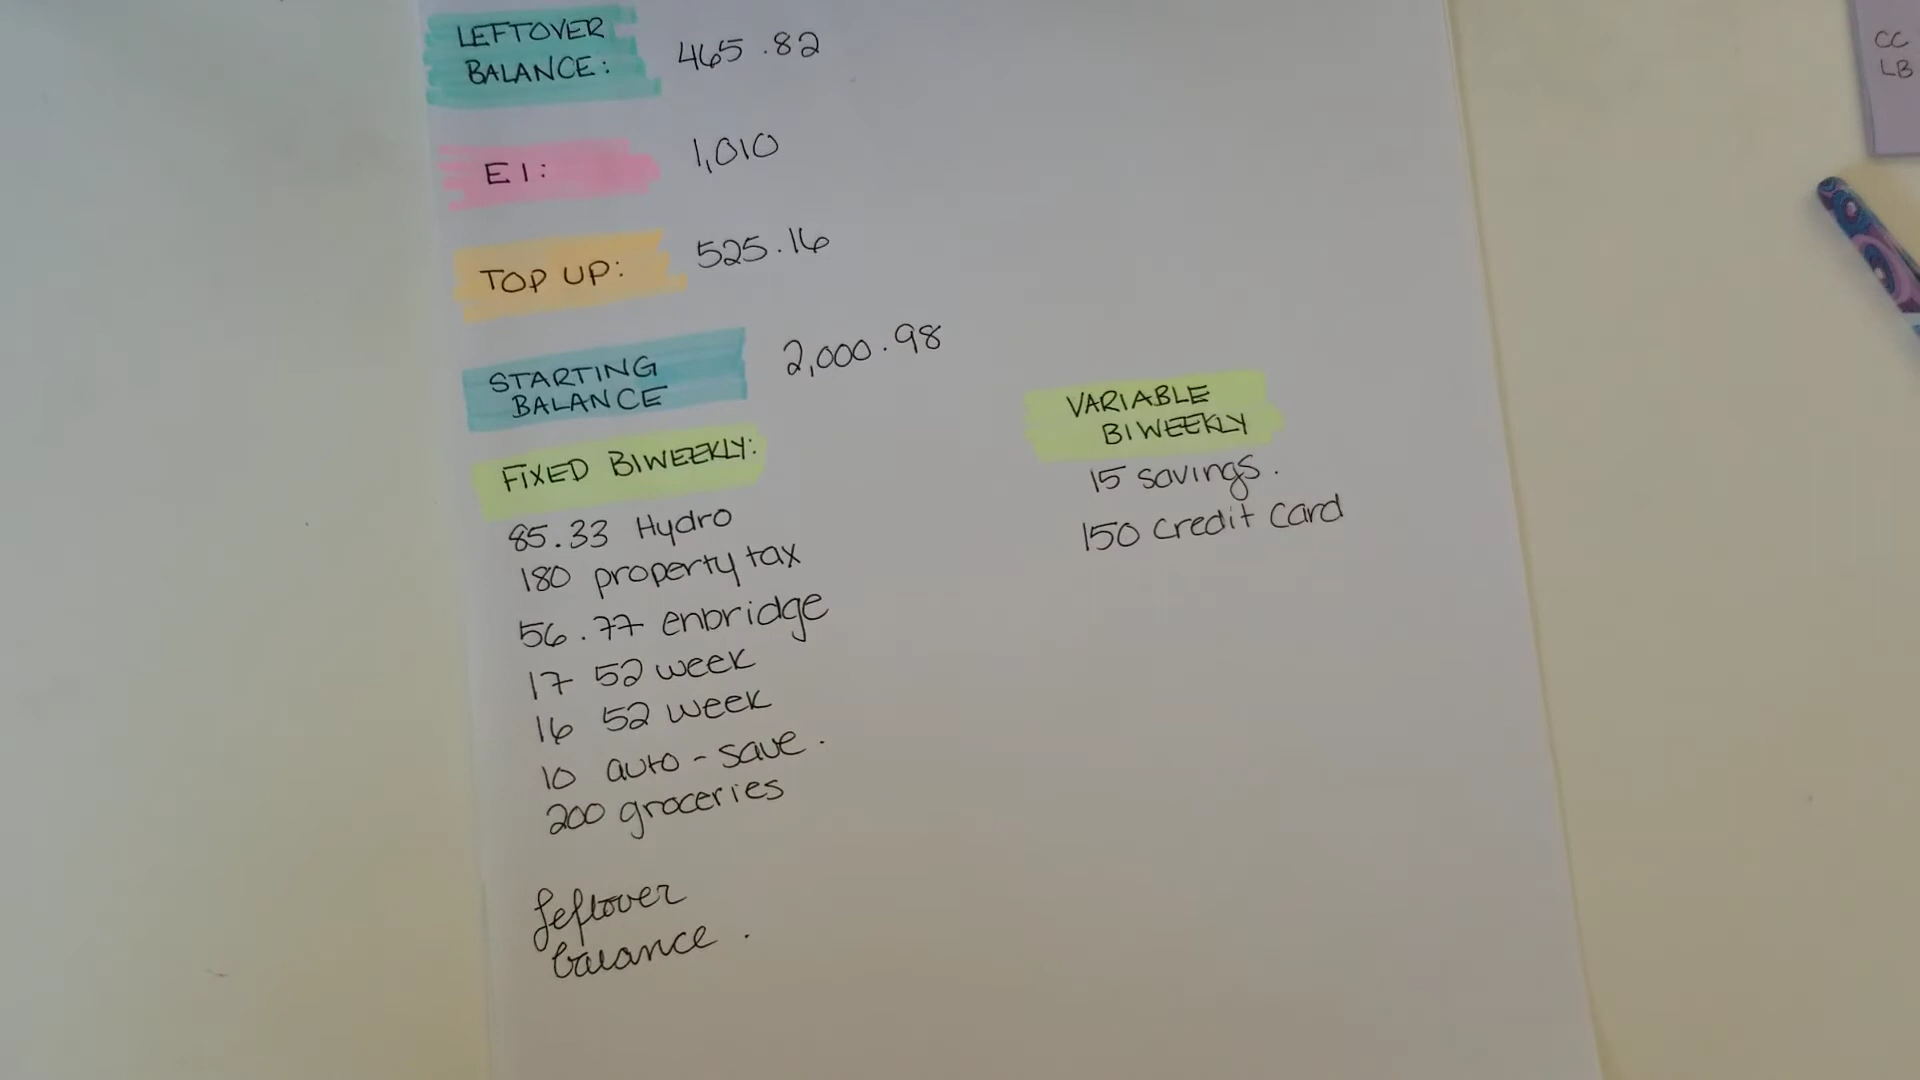 LEFTOVER
BALANCE: 465.82
EI: 1,010
TOP UP: 525.16
STARTING
BALANCE 2,000.98
FIXED BIWEEKLY:
85.33 Hydro
180 property tax
56.77 enbridge
17 52 week
16 52 week
10 auto-save.
200 groceries
leftover
balance.
VARIABLE
BIWEEKLY
15 savings.
150 credit card
CC
LB